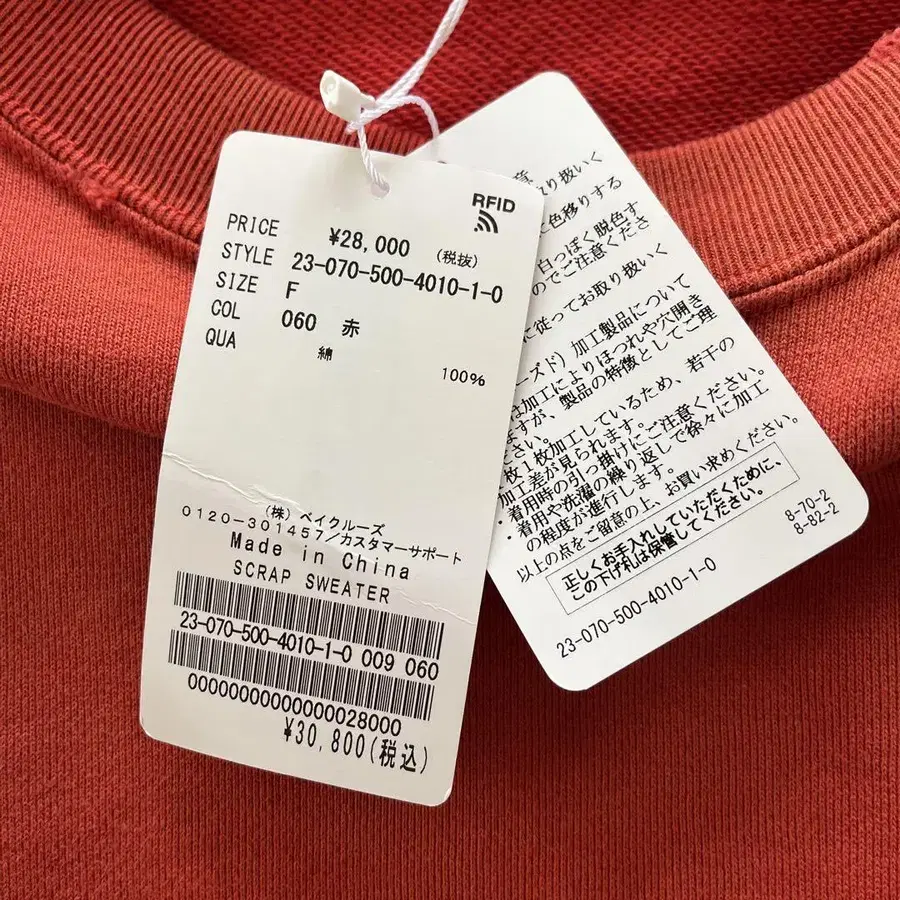 RFID
PRICE ¥28,000 (税抜)
STYLE 23-070-500-4010-1-0
SIZE F
COL 060 赤
QUA 綿 100%
(株) ベイクルーズ
0120-301457/カスタマーサポート
Made in China
SCRAP SWEATER
23-070-500-4010-1-0 009 060
00000000000000028000
¥30,800(税込)
意
取り扱いく
色移りする
白っぽく脱色す
のでご注意くださ
に従ってお取り扱いく
ーズド) 加工製品について
は加工によりほつれや穴開き
ますが、製品の特徴としてご理
ださい。
枚1枚加工しているため、若干の
加工差が見られます。
・着用時の引っ掛けにご注意ください。
・着用や洗濯の繰り返しで徐々に加工
の程度が進行します。
以上の点をご留意の上、お買い求めください。
正しくお手入れしていただくために、
この下げ札は保管してください。
8-70-2
8-82-2
23-070-500-4010-1-0